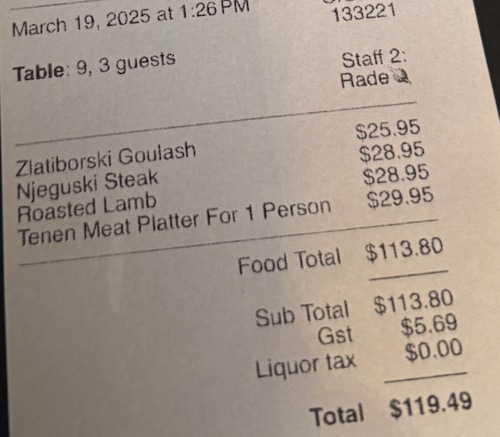 March 19, 2025 at 1:26 PM
133221
Table: 9, 3 guests
Staff 2:
Rade
Zlatiborski Goulash $25.95
Njeguski Steak $28.95
Roasted Lamb $28.95
Tenen Meat Platter For 1 Person $29.95
Food Total $113.80
Sub Total $113.80
Gst $5.69
Liquor tax $0.00
Total $119.49